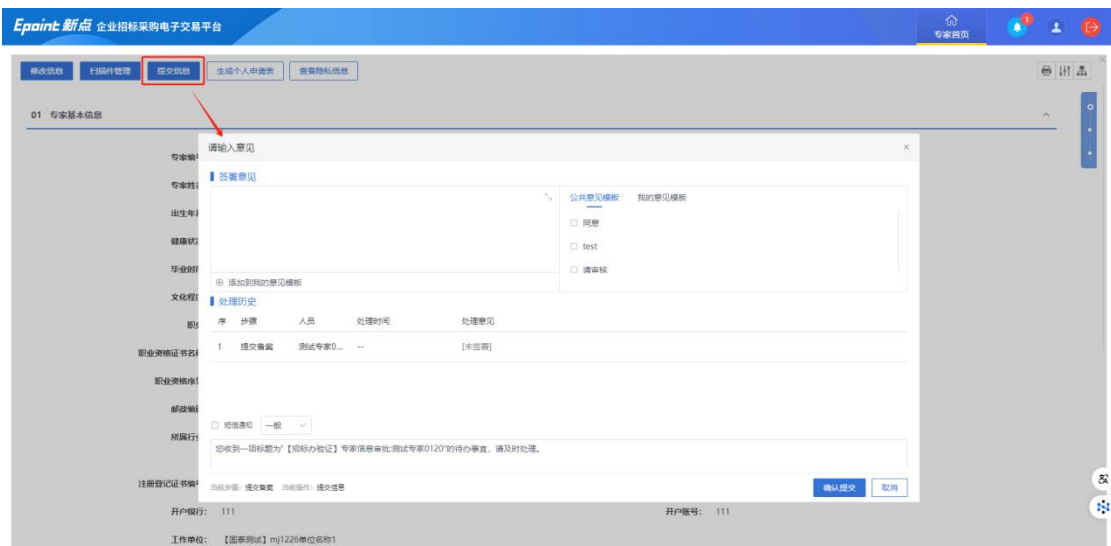 Epoint 新点 企业招标采购电子交易平台
专家首页
1
修改信息 扫描件管理 提交信息 生成个人申请表 查看隐私信息
01 专家基本信息
请输入意见
专家编
签署意见
专家姓
公共意见模板 我的意见模板
出生年
同意
健康状
test
毕业时
请审核
添加到我的意见模板
文化程
处理历史
序 步骤 人员 处理时间 处理意见
职业资格证书名
1 提交备案 测试专家0... -- [未签署]
职业资格序
邮政编
短信通知 一般
所属行
您收到一项标题为"【招标办验证】专家信息审批:测试专家0120"的待办事宜，请及时处理。
注册登记证书编
当前步骤: 提交备案 当前操作: 提交信息
确认提交 取消
开户银行: 111 开户账号: 111
工作单位: 【国泰测试】mj1226单位名称1